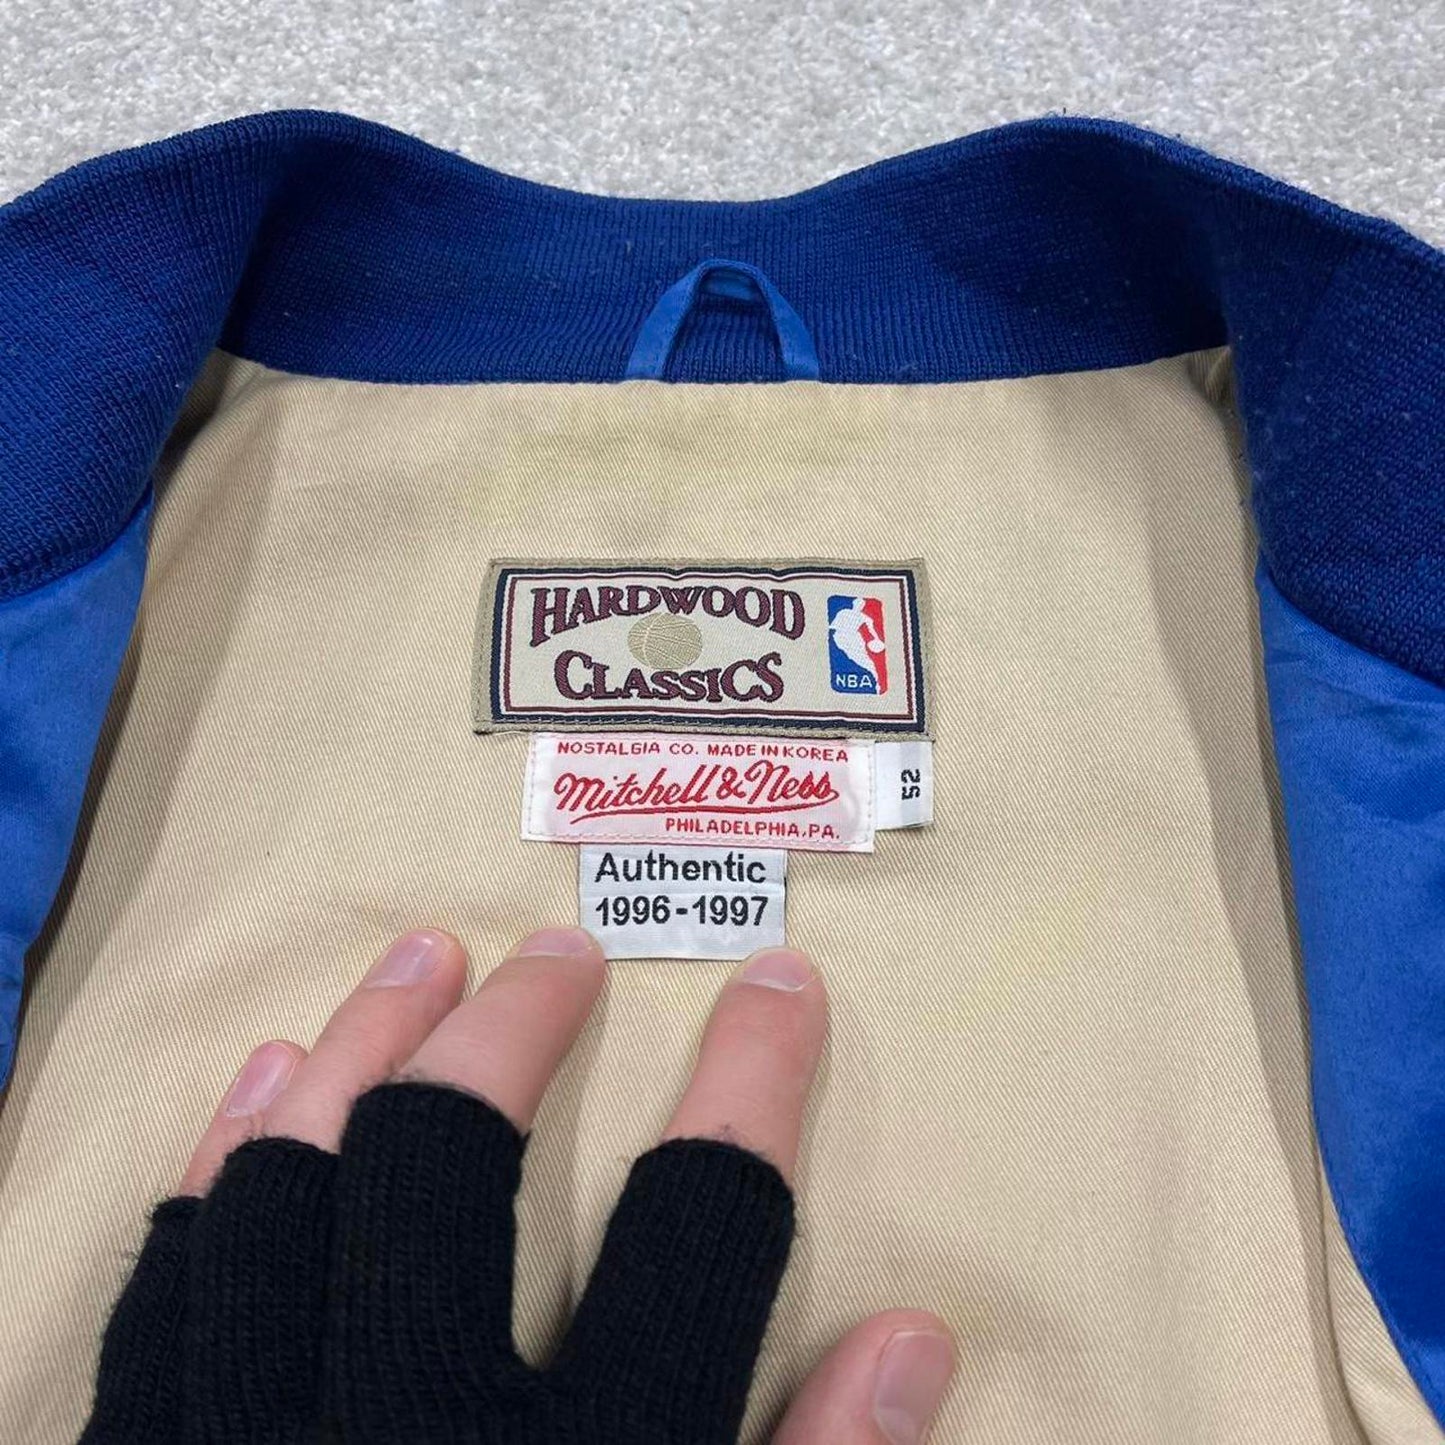 HARDWOOD
CLASSICS
NBA
NOSTALGIA CO. MADE IN KOREA
Mitchell & Ness
PHILADELPHIA, PA.
52
Authentic
1996-1997